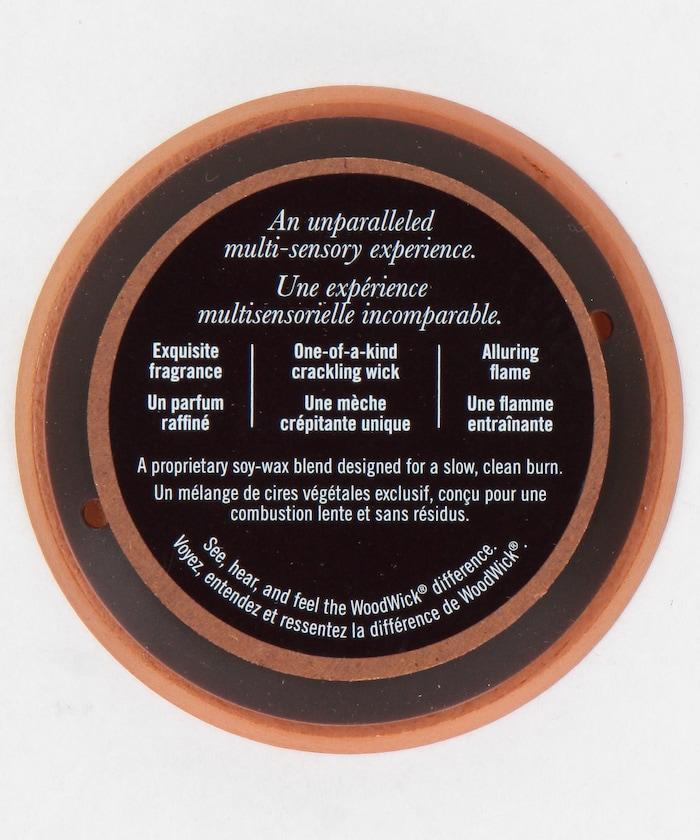 An unparalleled
multi-sensory experience.
Une expérience
multisensorielle incomparable.
Exquisite
fragrance
Un parfum
raffiné
One-of-a-kind
crackling wick
Une mèche
crépitante unique
Alluring
flame
Une flamme
entraînante
A proprietary soy-wax blend designed for a slow, clean burn.
Un mélange de cires végétales exclusif, conçu pour une
combustion lente et sans résidus.
See, hear, and feel the WoodWick® difference.
Voyez, entendez et ressentez la différence de WoodWick®.